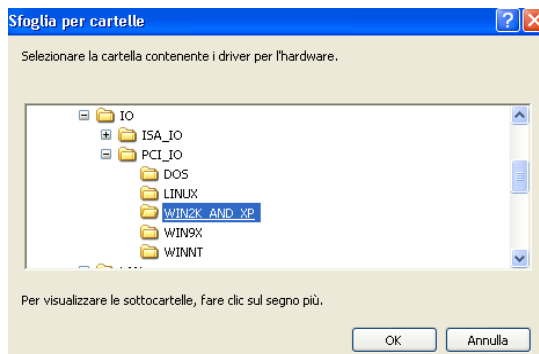 Sfoglia per cartelle
Selezionare la cartella contenente i driver per l'hardware.
IO
ISA_IO
PCI_IO
DOS
LINUX
WIN2K_AND_XP
WIN9X
WINNT
Per visualizzare le sottocartelle, fare clic sul segno più.
OK Annulla